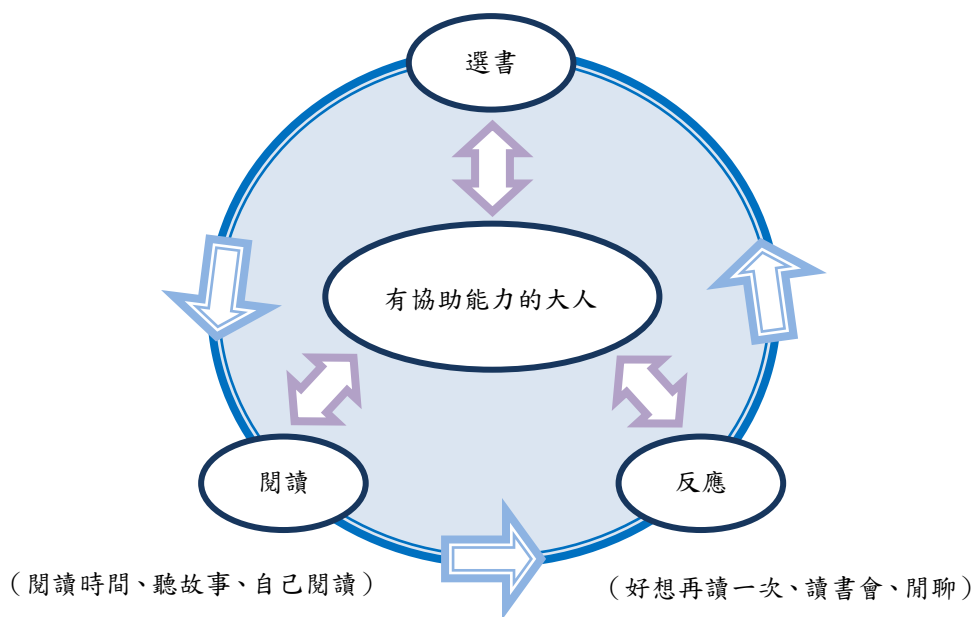 選書
有協助能力的大人
閱讀
反應
(閱讀時間、聽故事、自己閱讀)
(好想再讀一次、讀書會、閒聊)